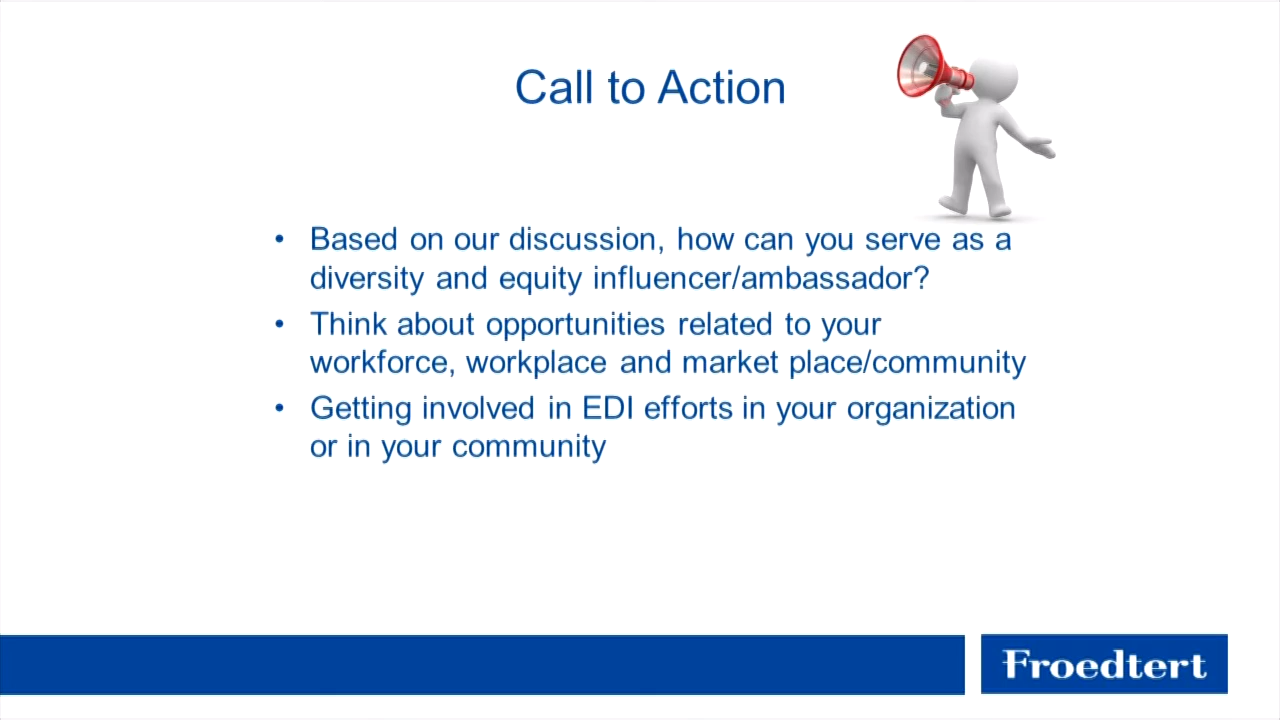 Call to Action
• Based on our discussion, how can you serve as a
diversity and equity influencer/ambassador?
• Think about opportunities related to your
workforce, workplace and market place/community
• Getting involved in EDI efforts in your organization
or in your community
Froedtert